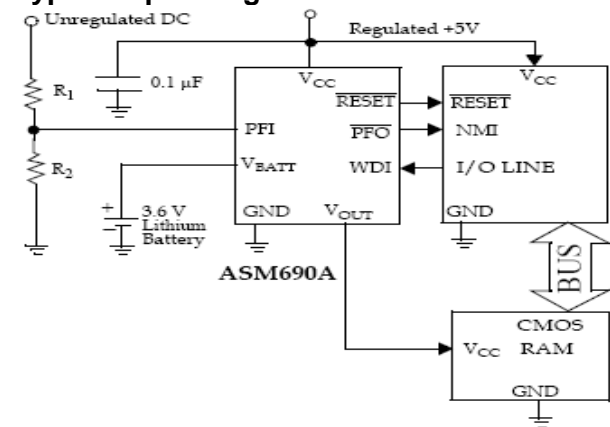 Unregulated DC
Regulated +5V
R1
0.1 µF
VCC
VCC
RESET
RESET
PFI
PFO
NMI
R2
VBATT
WDI
I/O LINE
+
3.6 V
Lithium
Battery
GND
VOUT
GND
ASM690A
BUS
CMOS
VCC
RAM
GND